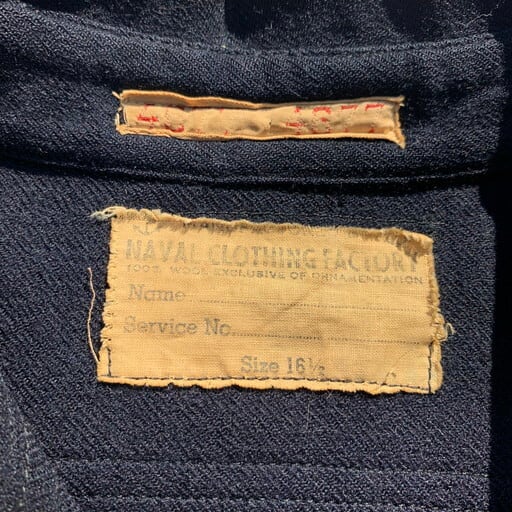 NAVAL CLOTHING FACTORY
100% WOOL EXCLUSIVE OF ORNAMENTATION
Name
Service No.
Size 16½